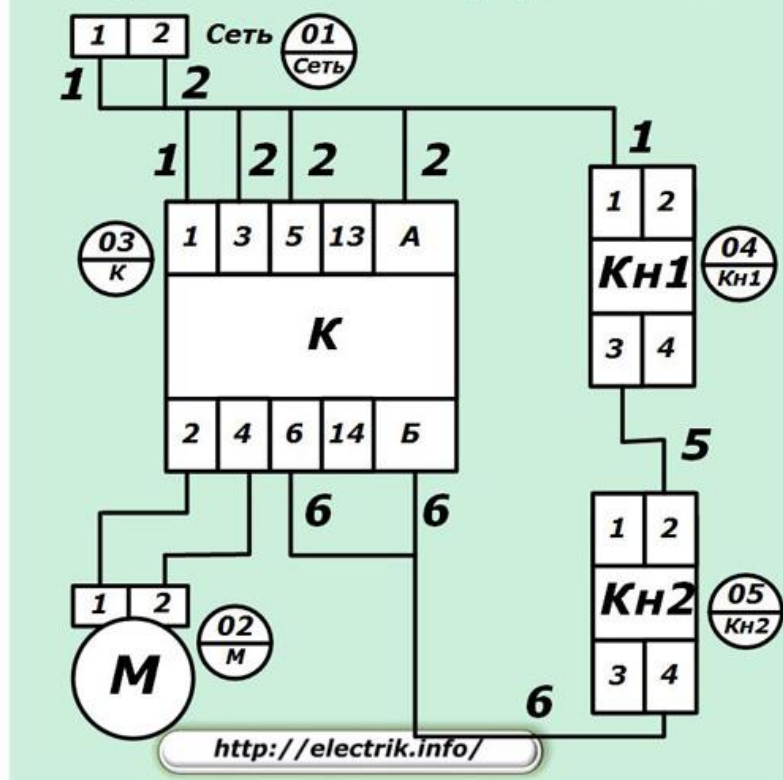 1 2 Сеть 01
Сеть
1 2
1 2 2 2 1
1 2
03
К
1 3 5 13 А
04
Кн1
Кн1
К
3 4
2 4 6 14 Б
5
6 6
1 2
1 2
02
М
Кн2
05
Кн2
М
3 4
6
http://electrik.info/